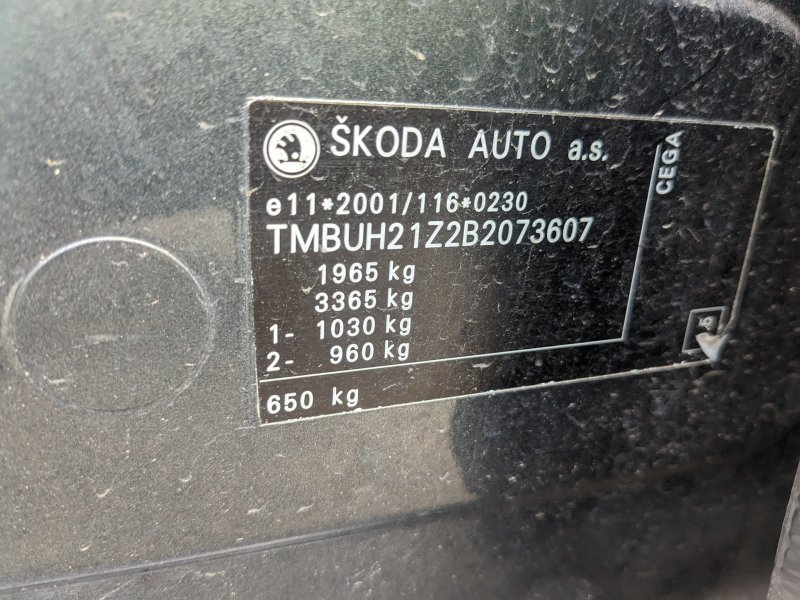 ŠKODA AUTO a.s.
e11*2001/116*0230
TMBUH21Z2B2073607
1965 kg
3365 kg
1- 1030 kg
2- 960 kg
650 kg
CEGA